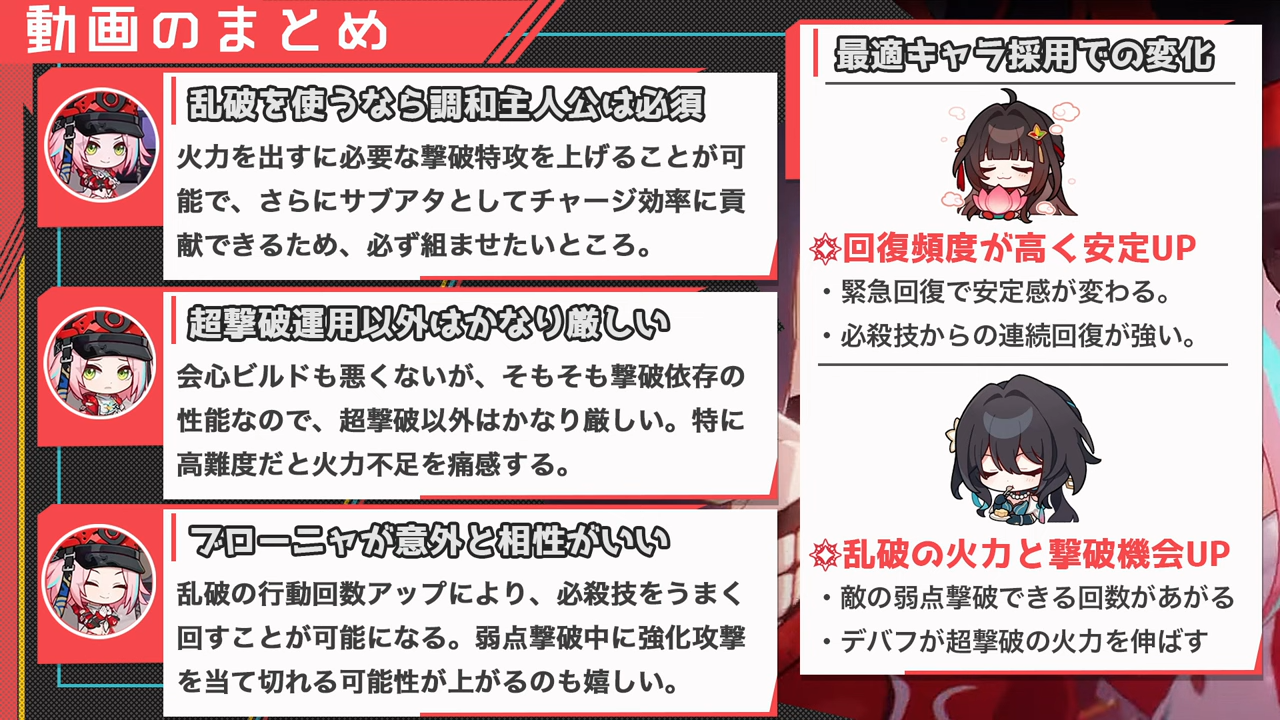 動画のまとめ
乱破を使うなら調和主人公は必須
火力を出すに必要な撃破特攻を上げることが可
能で、さらにサブアタとしてチャージ効率に貢
献できるため、必ず組ませたいところ。
超撃破運用以外はかなり厳しい
会心ビルドも悪くないが、そもそも撃破依存の
性能なので、超撃破以外はかなり厳しい。特に
高難度だと火力不足を痛感する。
ブローニャが意外と相性がいい
乱破の行動回数アップにより、必殺技をうまく
回すことが可能になる。弱点撃破中に強化攻撃
を当て切れる可能性が上がるのも嬉しい。
最適キャラ採用での変化
回復頻度が高く安定UP
・緊急回復で安定感が変わる。
・必殺技からの連続回復が強い。
乱破の火力と撃破機会UP
・敵の弱点撃破できる回数があがる
・デバフが超撃破の火力を伸ばす